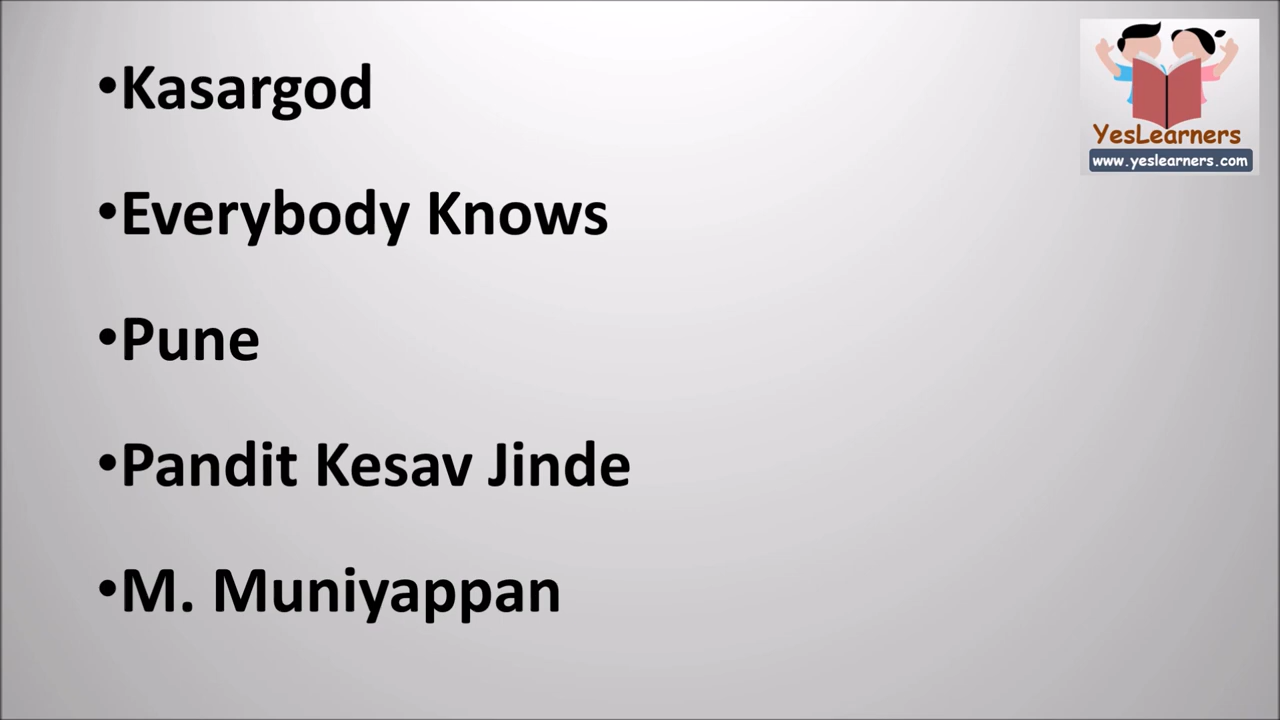 •Kasargod
•Everybody Knows
•Pune
•Pandit Kesav Jinde
•M. Muniyappan
YesLearners
www.yeslearners.com